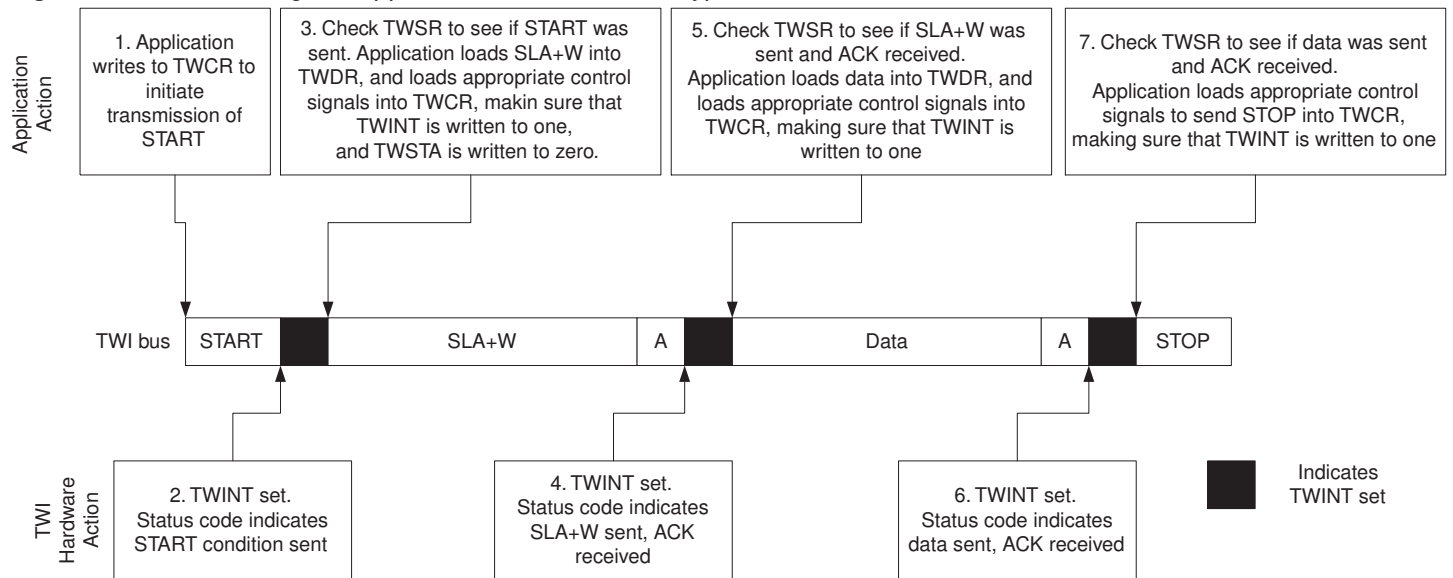 Application
Action
1. Application
writes to TWCR to
initiate
transmission of
START
3. Check TWSR to see if START was
sent. Application loads SLA+W into
TWDR, and loads appropriate control
signals into TWCR, makin sure that
TWINT is written to one,
and TWSTA is written to zero.
5. Check TWSR to see if SLA+W was
sent and ACK received.
Application loads data into TWDR, and
loads appropriate control signals into
TWCR, making sure that TWINT is
written to one
7. Check TWSR to see if data was sent
and ACK received.
Application loads appropriate control
signals to send STOP into TWCR,
making sure that TWINT is written to one
TWI bus
START
SLA+W
A
Data
A
STOP
TWI
Hardware
Action
2. TWINT set.
Status code indicates
START condition sent
4. TWINT set.
Status code indicates
SLA+W sent, ACK
received
6. TWINT set.
Status code indicates
data sent, ACK received
Indicates
TWINT set